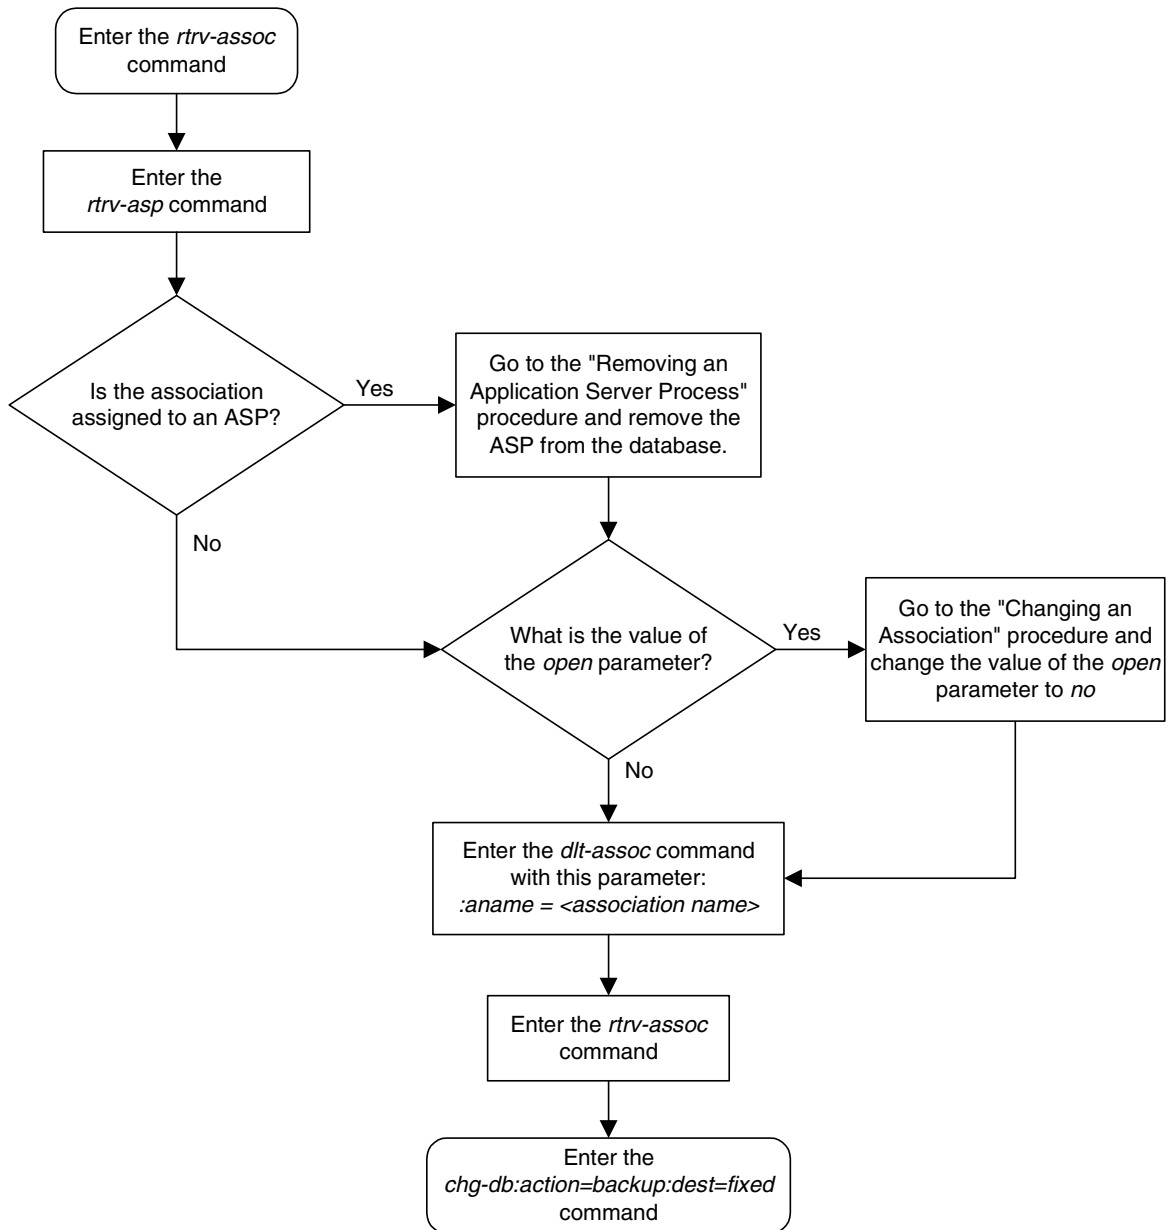 Enter the rtrv-assoc
command
Enter the
rtrv-asp command
Is the association
assigned to an ASP?
Yes
Go to the "Removing an
Application Server Process"
procedure and remove the
ASP from the database.
No
What is the value of
the open parameter?
Yes
Go to the "Changing an
Association" procedure and
change the value of the open
parameter to no
No
Enter the dlt-assoc command
with this parameter:
:aname = <association name>
Enter the rtrv-assoc
command
Enter the
chg-db:action=backup:dest=fixed
command